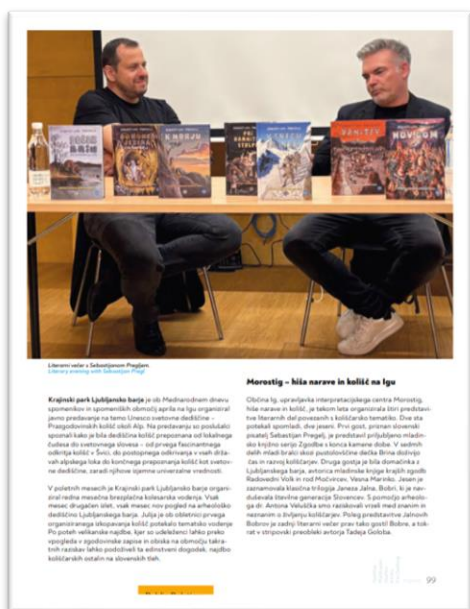 Literarni večer s Sebastijanom Pregljem.
Literary evening with Sebastijan Pregl
Krajinski park Ljubljansko barje je ob Mednarodnem dnevu
spomenikov in spomeniških območij aprila na Igu organiziral
javno predavanje na temo Unesco svetovne dediščine –
Prazgodovinskih kolišč okoli Alp. Na predavanju so poslušalci
spoznali kako je bila dediščina kolišč prepoznana od lokalnega
čudesa do svetovnega slovesa – od prvega fascinantnega
odkritja kolišč v Švici, do postopnega odkrivanja v vseh drža-
vah alpskega loka do končnega prepoznanja kolišč kot svetov-
ne dediščine, zaradi njihove izjemne univerzalne vrednosti.
V poletnih mesecih je Krajinski park Ljubljansko barje organi-
ziral redna mesečna brezplačna kolesarska vodenja. Vsak
mesec drugačen izlet, vsak mesec nov pogled na arheološko
dediščino Ljubljanskega barja. Julija je ob obletnici prvega
organiziranega izkopavanja kolišč potekalo tematsko vodenje
Po poteh velikanske najdbe, kjer so udeleženci lahko preko
vpogleda v zgodovinske zapise in obiska na območju takra-
tnih raziskav lahko podoživeli ta edinstveni dogodek, najdbo
koliščarskih ostalin na slovenskih tleh.
Morostig – hiša narave in kolišč na Igu
Občina Ig, upravljavka interpretacijskega centra Morostig,
hiša narave in kolišč, je tekom leta organizirala štiri predstavi-
tve literarnih del povezanih s koliščarsko tematiko. Dve sta
potekali spomladi, dve jeseni. Prvi gost, priznan slovenski
pisatelj Sebastijan Pregelj, je predstavil priljubljeno mladin-
sko knjižno serijo Zgodbe s konca kamene dobe. V sedmih
delih mladi bralci skozi pustolovščine dečka Brina doživijo
čas in razvoj koliščarjev. Druga gostja je bila domačinka z
Ljubljanskega barja, avtorica mladinske knjige krajših zgodb
Radovedni Volk in rod Močvircev, Vesna Marinko. Jesen je
zaznamovala klasična trilogija Janeza Jalna, Bobri, ki je nav-
duševala številne generacije Slovencev. S pomočjo arheolo-
ga dr. Antona Veluščka smo raziskovali vrzel med znanim in
neznanim o življenju koliščarjev. Poleg predstavitve Jalnovih
Bobrov je zadnji literarni večer prav tako gostil Bobre, a tok-
rat v stripovski preobleki avtorja Tadeja Goloba.
99